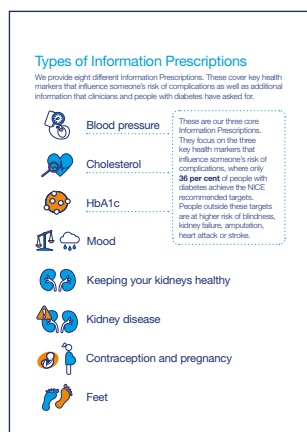 Types of Information Prescriptions
We provide eight different Information Prescriptions. These cover key health
markers that influence someone's risk of complications as well as additional
information that clinicians and people with diabetes have asked for.
Blood pressure
Cholesterol
HbA1c
These are our three core
Information Prescriptions.
They focus on the three
key health markers that
influence someone's risk of
complications, where only
36 per cent of people with
diabetes achieve the NICE
recommended targets.
People outside these targets
are at higher risk of blindness,
kidney failure, amputation,
heart attack or stroke.
Mood
Keeping your kidneys healthy
Kidney disease
Contraception and pregnancy
Feet